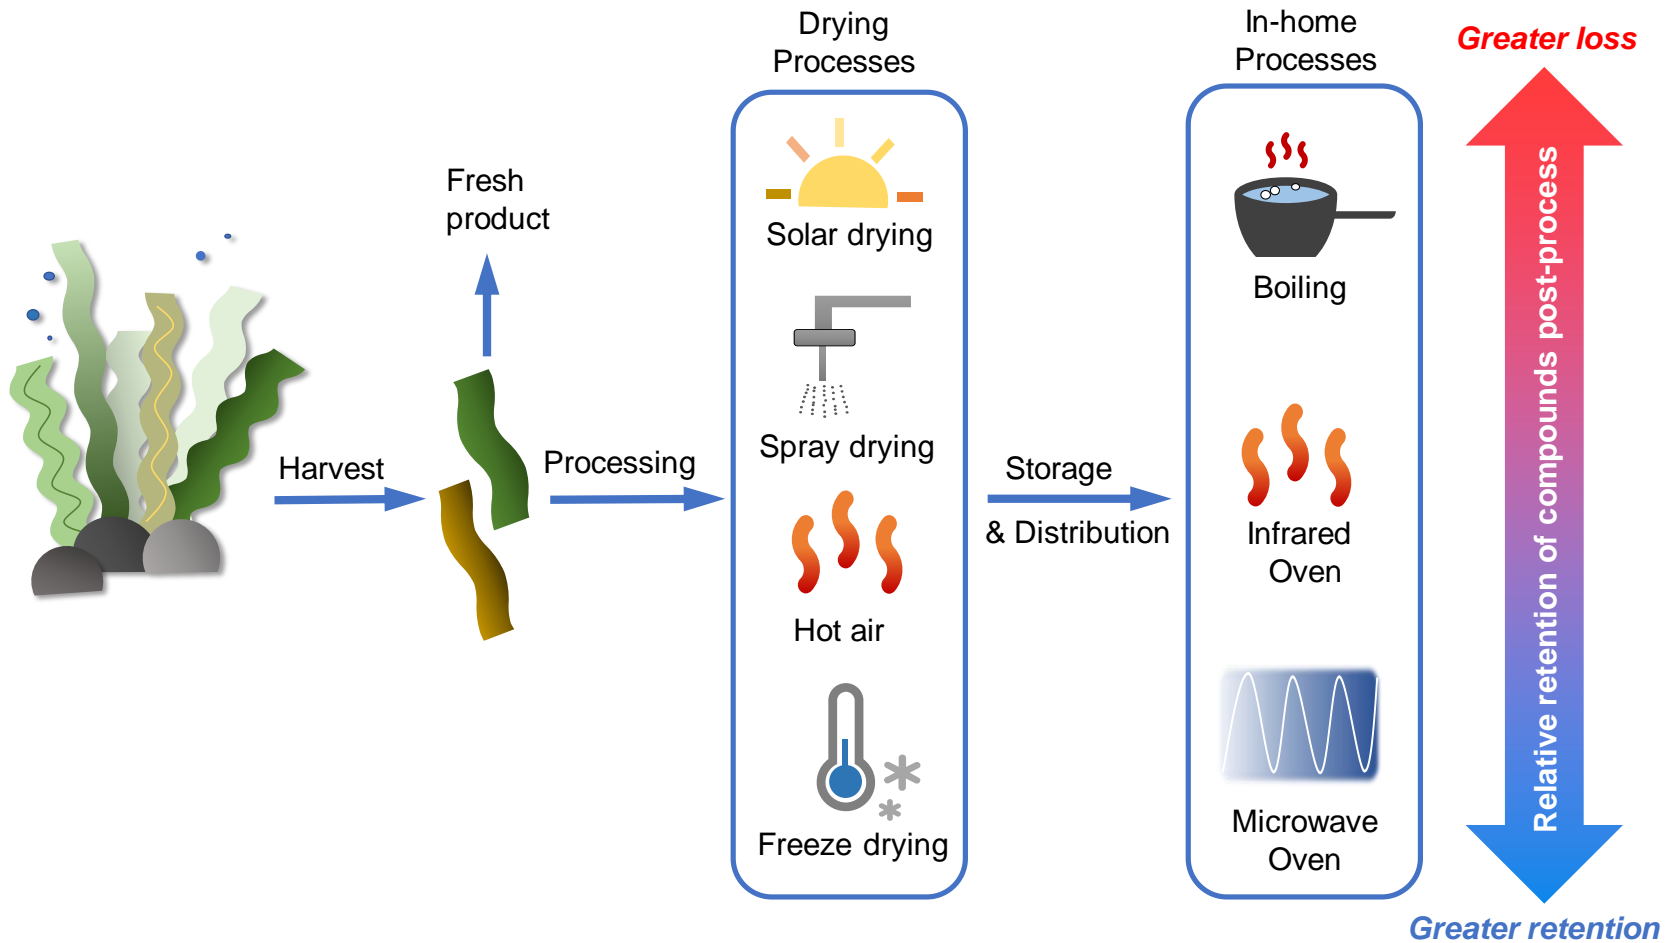 Drying
Processes
In-home
Processes
Greater loss
Fresh
product
Solar drying
Boiling
Spray drying
Harvest
Processing
Storage
& Distribution
Infrared
Oven
Hot air
Microwave
Oven
Freeze drying
Relative retention of compounds post-process
Greater retention